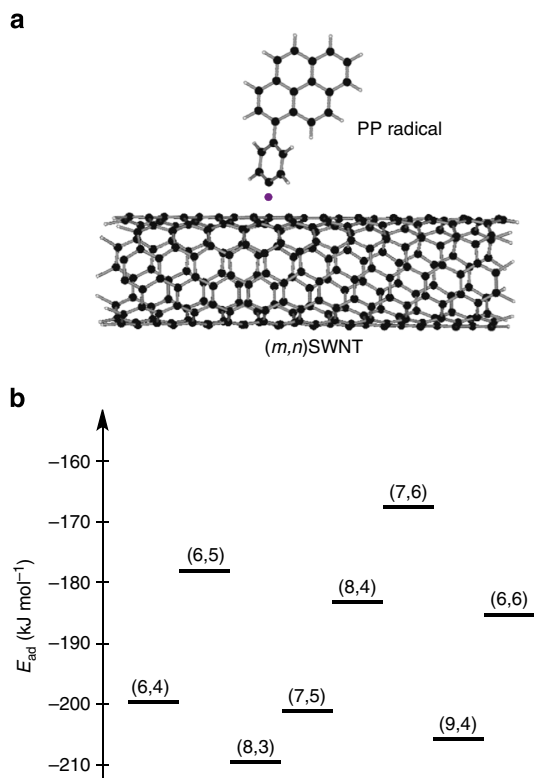 a
PP radical
(m,n)SWNT
b
E_ad (kJ mol⁻¹)
–160
–170
–180
–190
–200
–210
(6,4)
(6,5)
(8,3)
(7,5)
(8,4)
(7,6)
(9,4)
(6,6)